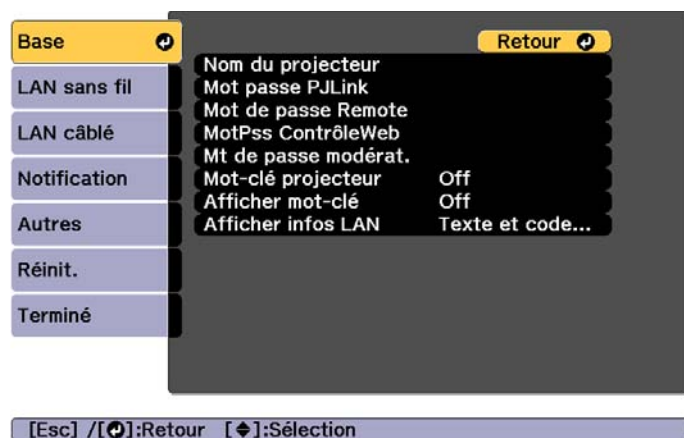 Base
LAN sans fil
LAN câblé
Notification
Autres
Réinit.
Terminé
Retour
Nom du projecteur
Mot passe PJLink
Mot de passe Remote
MotPss ContrôleWeb
Mt de passe modérat.
Mot-clé projecteur Off
Afficher mot-clé Off
Afficher infos LAN Texte et code...
[Esc] /[⏎]:Retour [◆]:Sélection